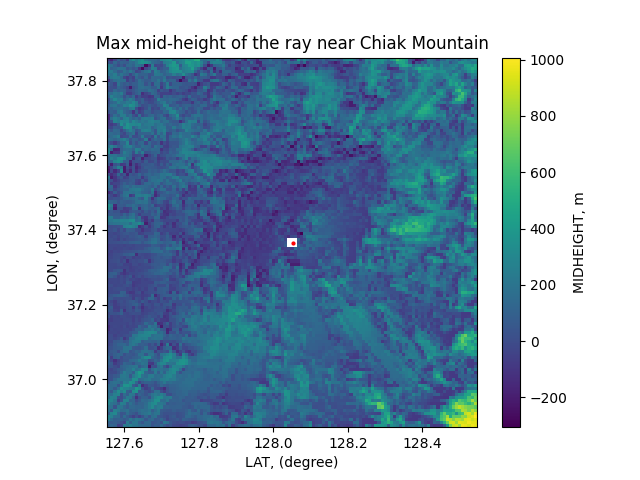 Max mid-height of the ray near Chiak Mountain
37.8
37.6
37.4
37.2
37.0
LON, (degree)
127.6 127.8 128.0 128.2 128.4
LAT, (degree)
1000
800
600
400
200
0
−200
MIDHEIGHT, m